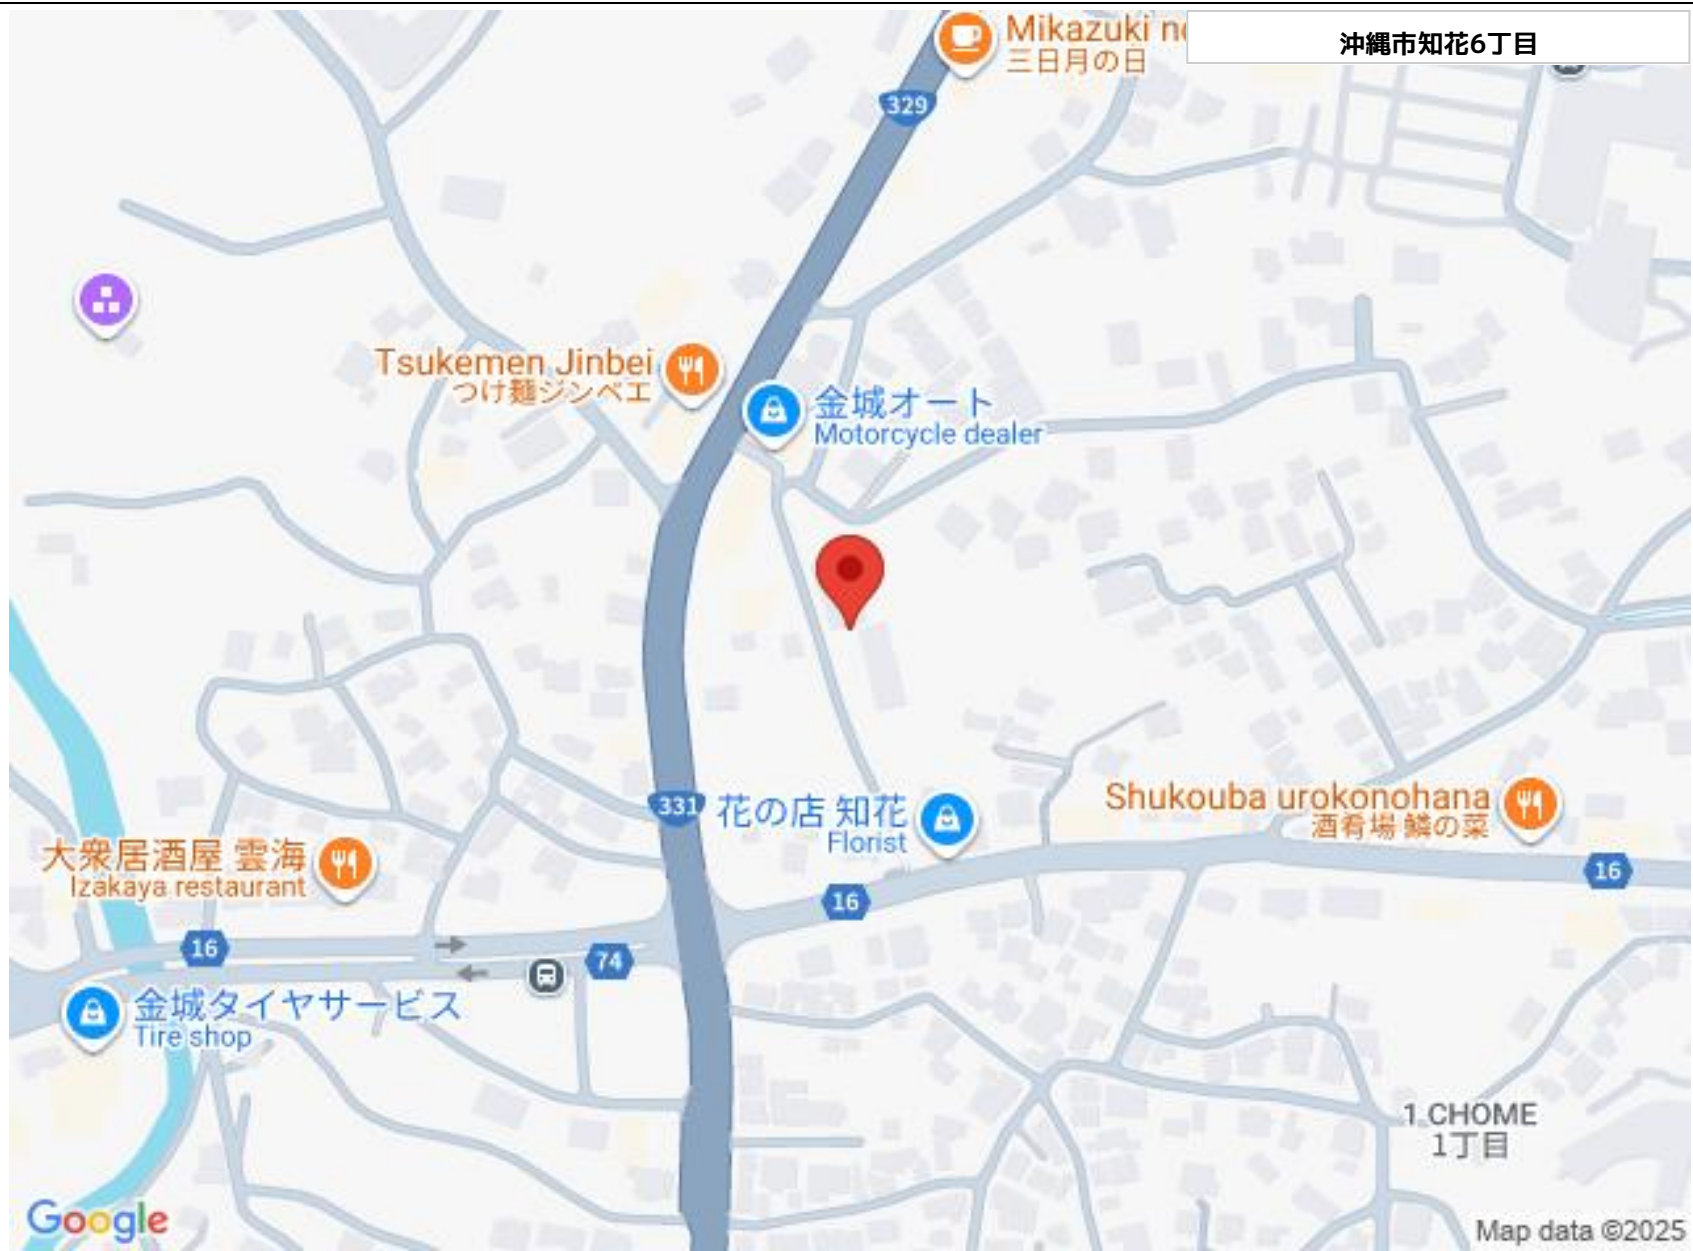 Mikazuki no
三日月の日
沖縄市知花6丁目
329
Tsukemen Jinbei
つけ麺ジンベエ
金城オート
Motorcycle dealer
331
花の店 知花
Florist
Shukouba urokonohana
酒肴場 鱗の菜
大衆居酒屋 雲海
Izakaya restaurant
16
16
16
74
金城タイヤサービス
Tire shop
1 CHOME
1丁目
Google
Map data ©2025